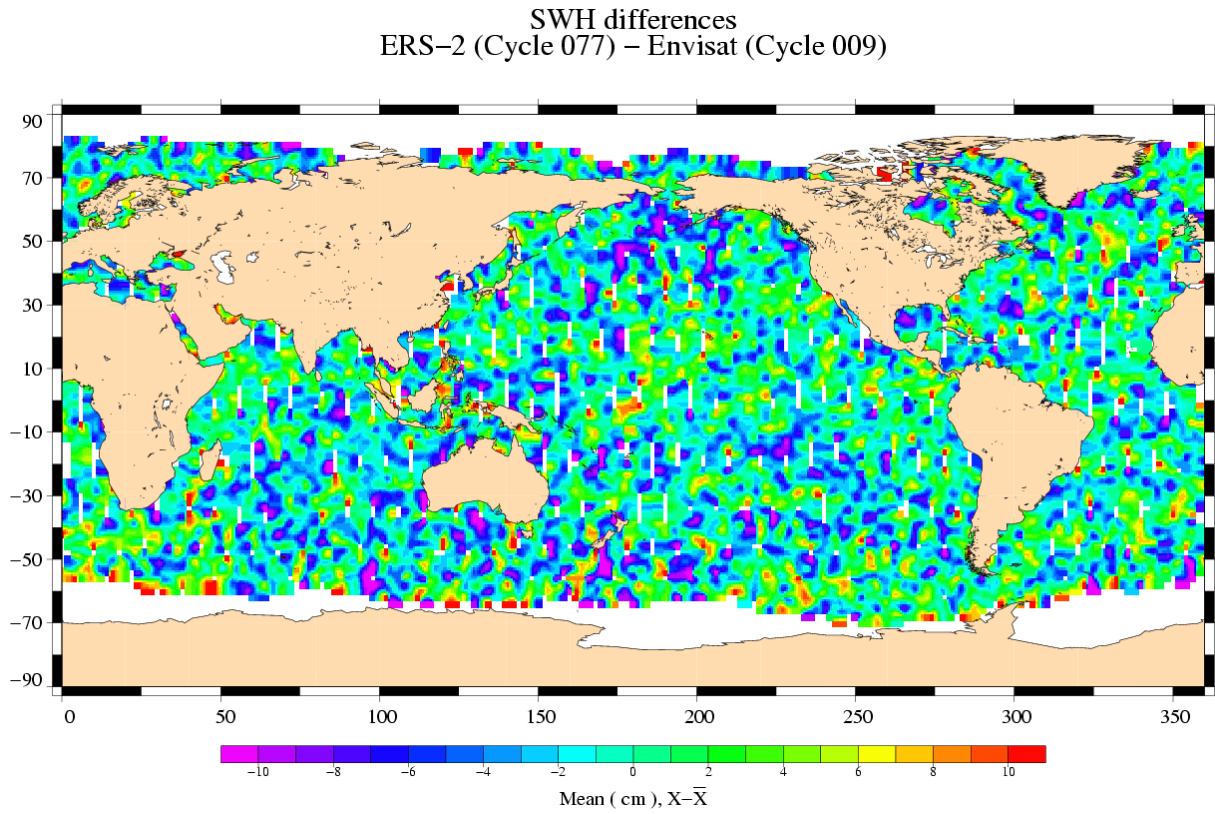 SWH differences
ERS−2 (Cycle 077) − Envisat (Cycle 009)
90
70
50
30
10
−10
−30
−50
−70
−90
0 50 100 150 200 250 300 350
−10 −8 −6 −4 −2 0 2 4 6 8 10
Mean ( cm ), X−X̅